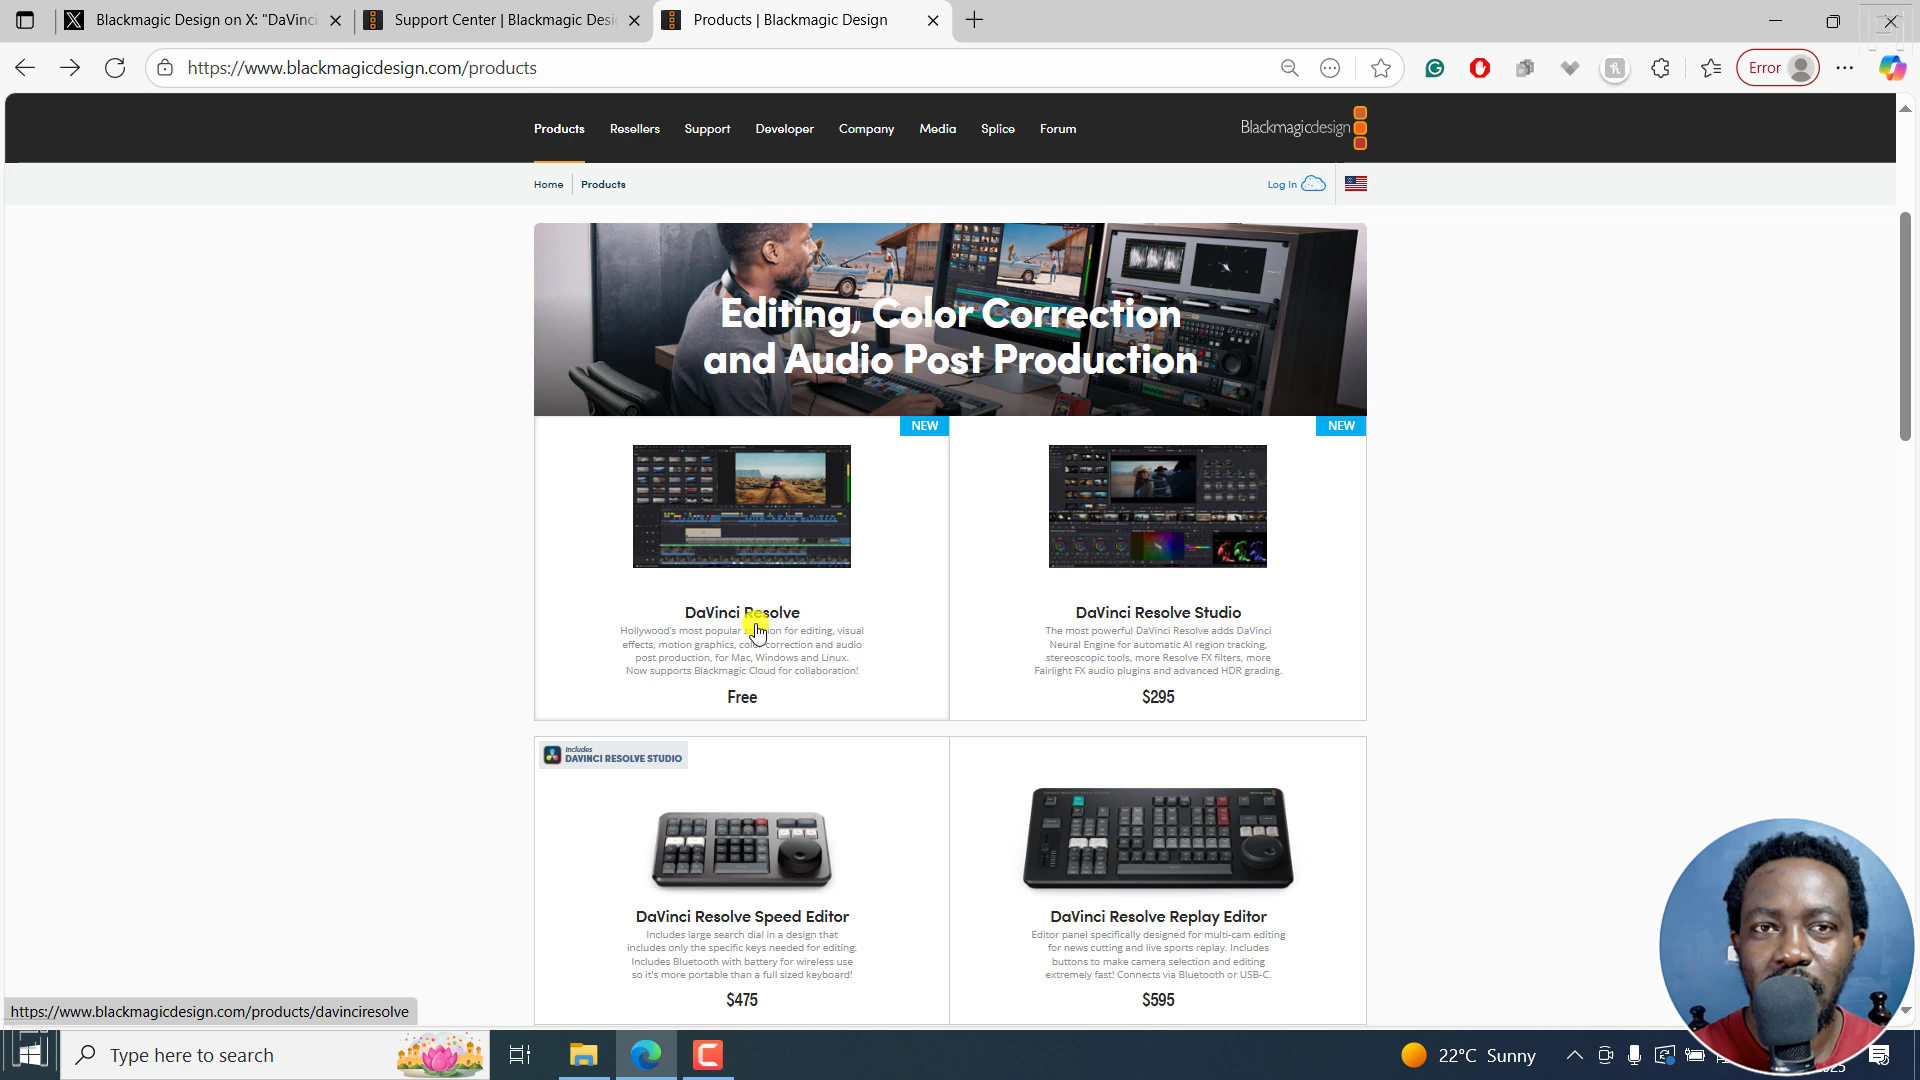 Blackmagic Design on X: "DaVinci
Support Center | Blackmagic Desi
Products | Blackmagic Design
https://www.blackmagicdesign.com/products
Error
Products
Resellers
Support
Developer
Company
Media
Splice
Forum
Blackmagicdesign
Home
Products
Log In
Editing, Color Correction
and Audio Post Production
NEW
NEW
DaVinci Resolve
Hollywood's most popular for editing, visual
effects, motion graphics, color correction and audio
post production, for Mac, Windows and Linux.
Now supports Blackmagic Cloud for collaboration!
Free
DaVinci Resolve Studio
The most powerful DaVinci Resolve adds DaVinci
Neural Engine for automatic AI region tracking,
stereoscopic tools, more Resolve FX filters, more
Fairlight FX audio plugins and advanced HDR grading.
$295
Includes
DAVINCI RESOLVE STUDIO
DaVinci Resolve Speed Editor
Includes large search dial in a design that
includes only the specific keys needed for editing.
Includes Bluetooth with battery for wireless use
so it's more portable than a full sized keyboard!
$475
DaVinci Resolve Replay Editor
Editor panel specifically designed for multi-cam editing
for news cutting and live sports replay. Includes
buttons to make camera selection and editing
extremely fast! Connects via Bluetooth or USB-C.
$595
https://www.blackmagicdesign.com/products/davinciresolve
Type here to search
22°C Sunny